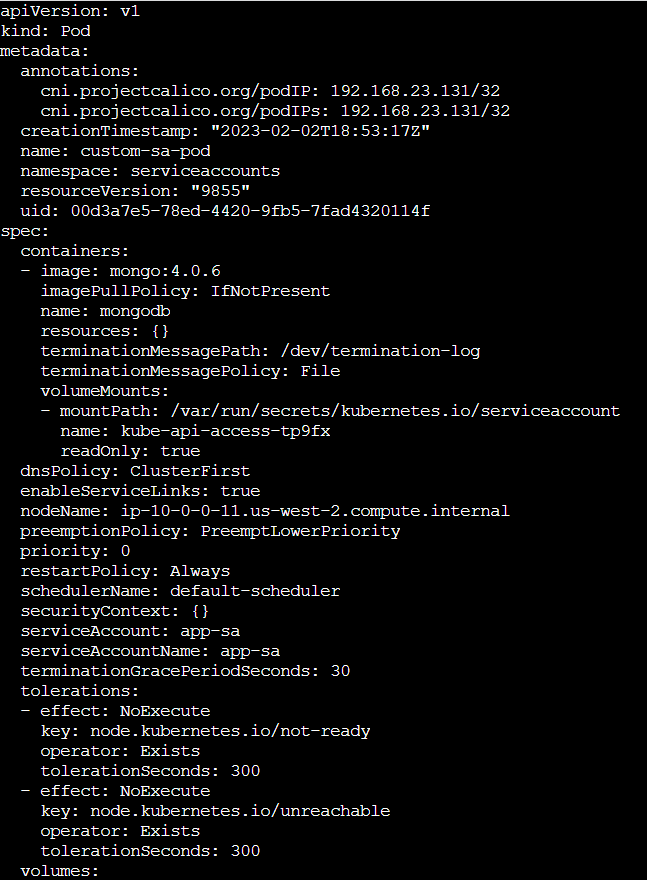 apiVersion: v1
kind: Pod
metadata:
  annotations:
    cni.projectcalico.org/podIP: 192.168.23.131/32
    cni.projectcalico.org/podIPs: 192.168.23.131/32
  creationTimestamp: "2023-02-02T18:53:17Z"
  name: custom-sa-pod
  namespace: serviceaccounts
  resourceVersion: "9855"
  uid: 00d3a7e5-78ed-4420-9fb5-7fad4320114f
spec:
  containers:
  - image: mongo:4.0.6
    imagePullPolicy: IfNotPresent
    name: mongodb
    resources: {}
    terminationMessagePath: /dev/termination-log
    terminationMessagePolicy: File
    volumeMounts:
    - mountPath: /var/run/secrets/kubernetes.io/serviceaccount
      name: kube-api-access-tp9fx
      readOnly: true
  dnsPolicy: ClusterFirst
  enableServiceLinks: true
  nodeName: ip-10-0-0-11.us-west-2.compute.internal
  preemptionPolicy: PreemptLowerPriority
  priority: 0
  restartPolicy: Always
  schedulerName: default-scheduler
  securityContext: {}
  serviceAccount: app-sa
  serviceAccountName: app-sa
  terminationGracePeriodSeconds: 30
  tolerations:
  - effect: NoExecute
    key: node.kubernetes.io/not-ready
    operator: Exists
    tolerationSeconds: 300
  - effect: NoExecute
    key: node.kubernetes.io/unreachable
    operator: Exists
    tolerationSeconds: 300
  volumes: